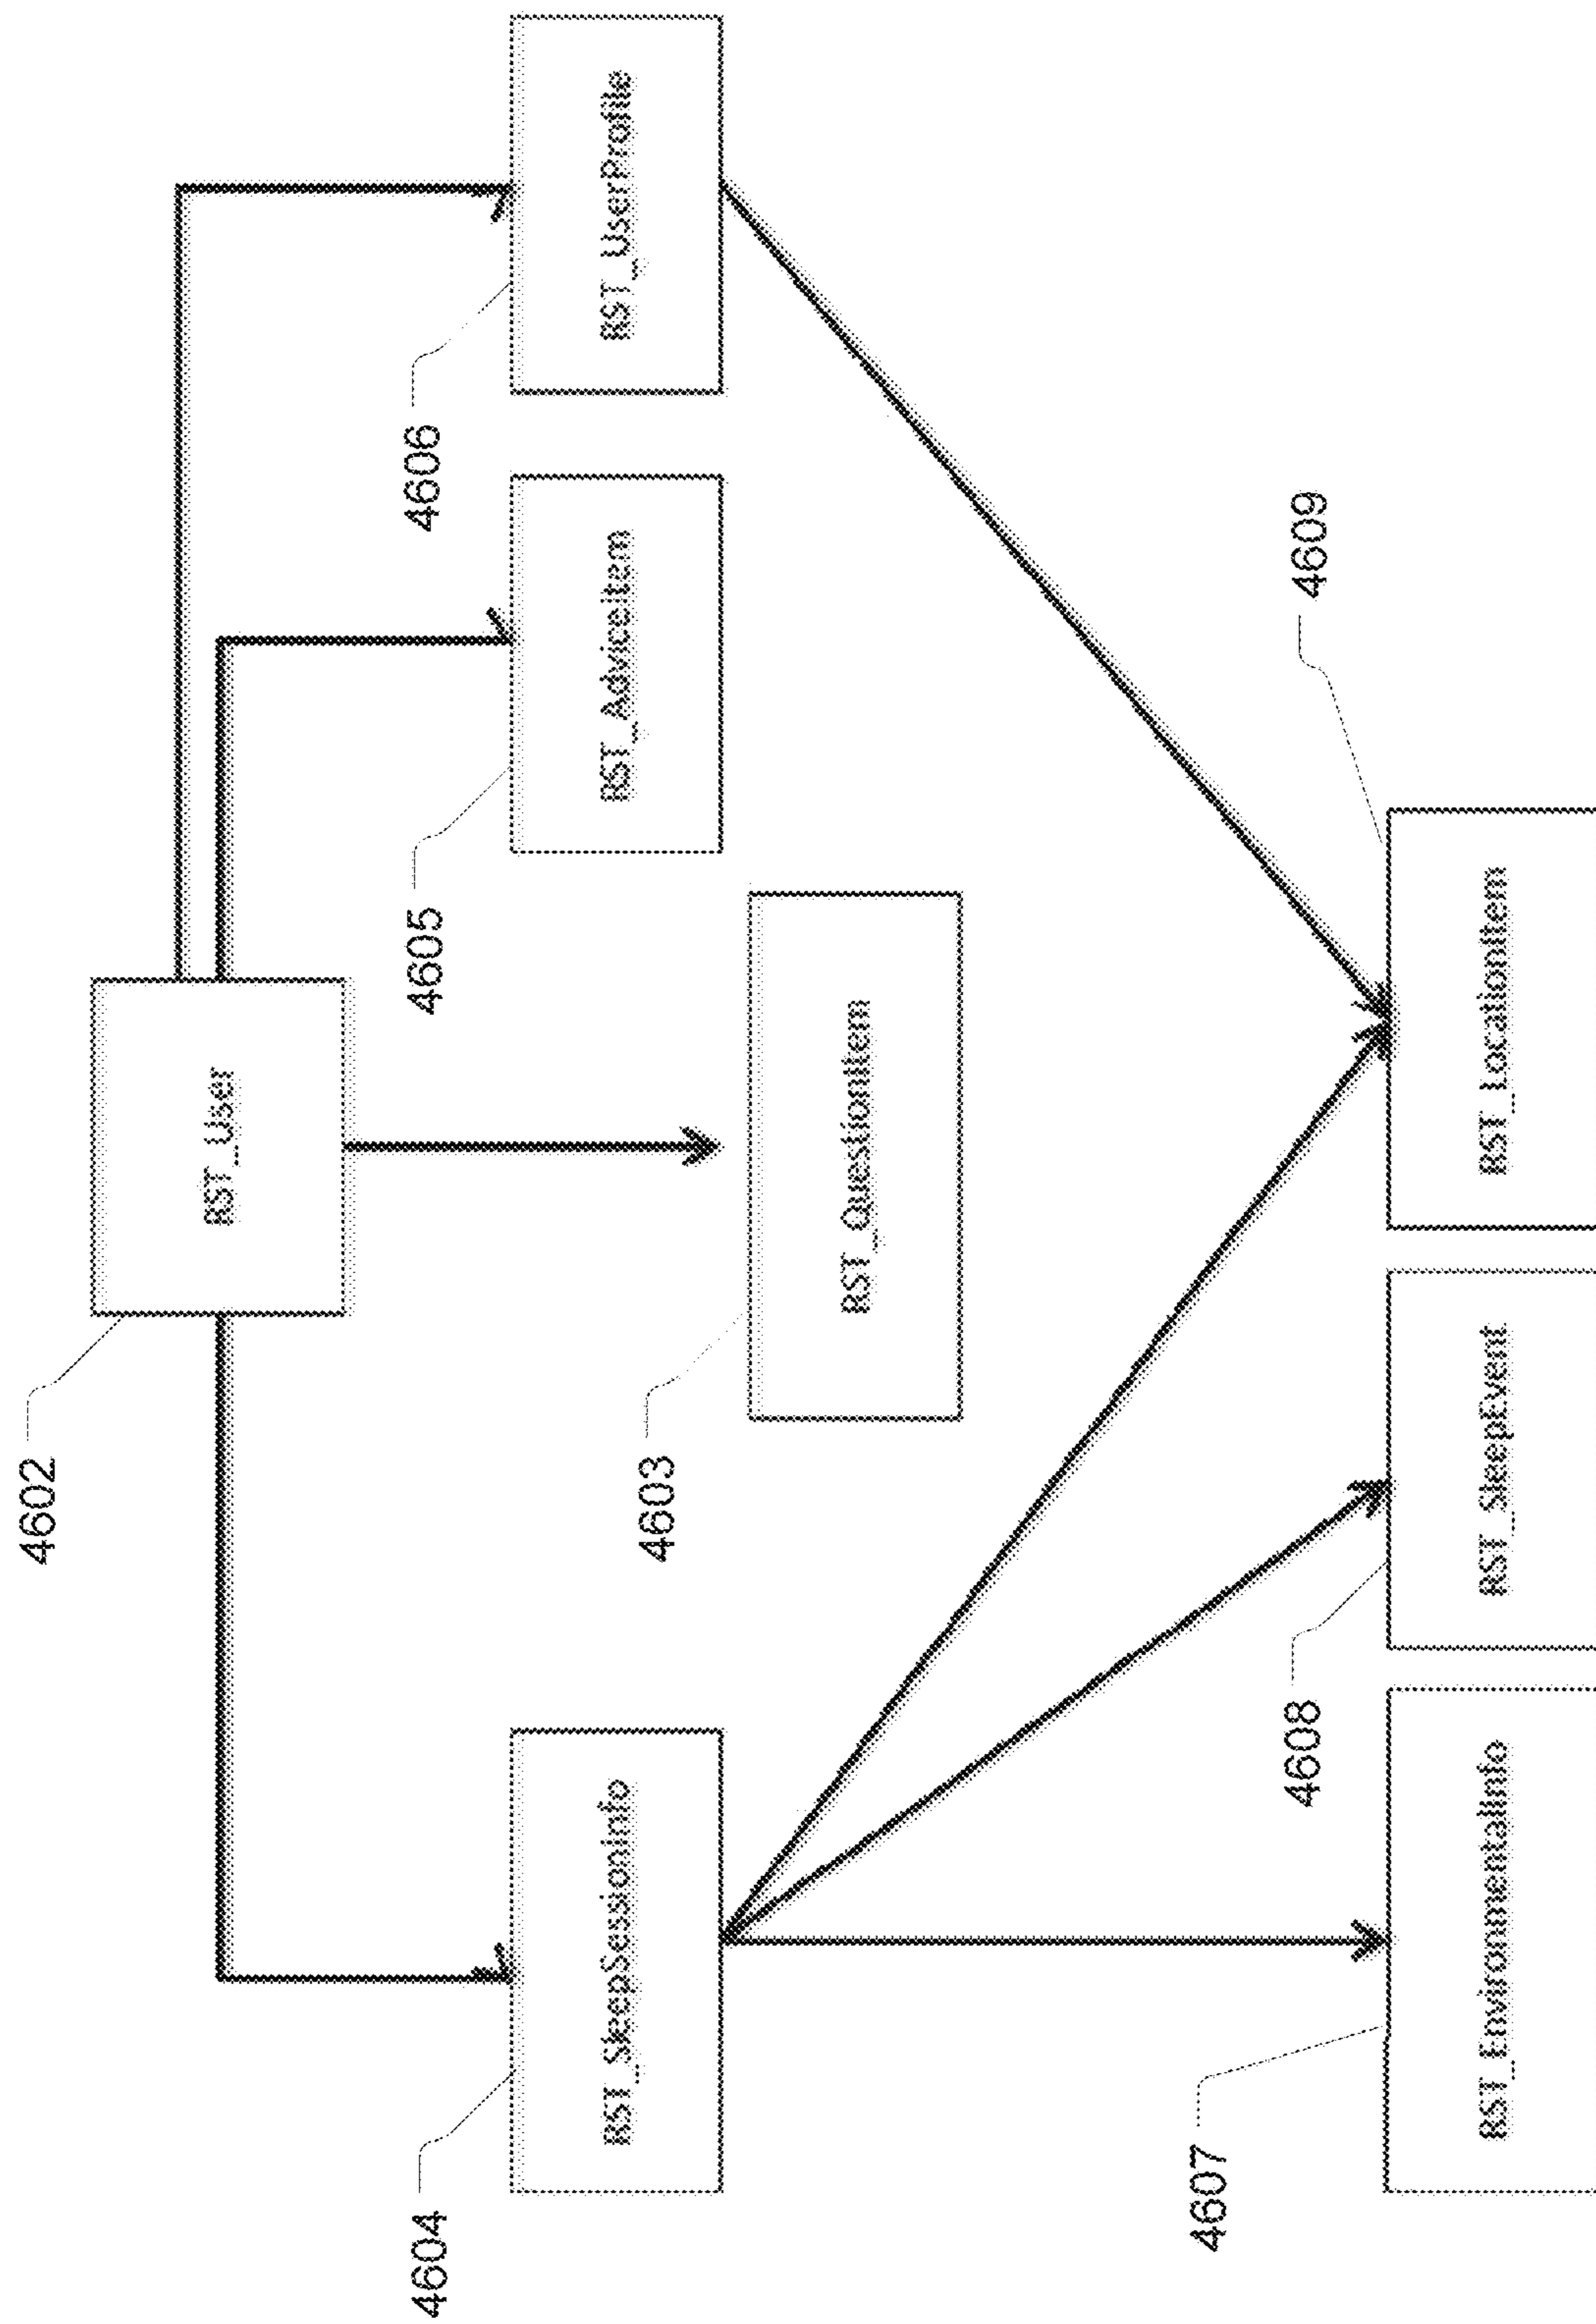 4602
RST_User
4604
RST_SleepSessionInfo
4603
RST_QuestionItem
4605
RST_AdviceItem
4606
RST_UserProfile
4607
RST_EnvironmentalInfo
4608
RST_SleepEvent
4609
RST_LocationItem